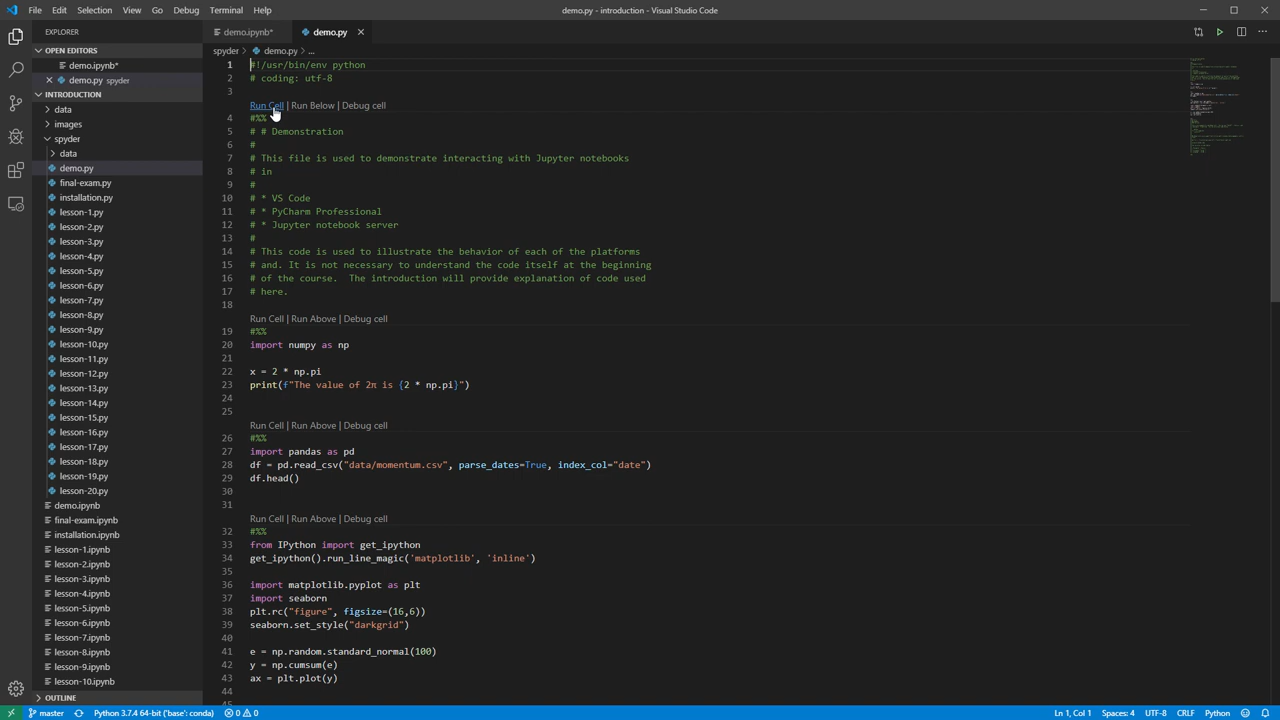 File Edit Selection View Go Debug Terminal Help
demo.py - introduction - Visual Studio Code
EXPLORER
OPEN EDITORS
demo.ipynb*
demo.py spyder
INTRODUCTION
data
images
spyder
data
demo.py
final-exam.py
installation.py
lesson-1.py
lesson-2.py
lesson-3.py
lesson-4.py
lesson-5.py
lesson-6.py
lesson-7.py
lesson-8.py
lesson-9.py
lesson-10.py
lesson-11.py
lesson-12.py
lesson-13.py
lesson-14.py
lesson-15.py
lesson-16.py
lesson-17.py
lesson-18.py
lesson-19.py
lesson-20.py
demo.ipynb
final-exam.ipynb
installation.ipynb
lesson-1.ipynb
lesson-2.ipynb
lesson-3.ipynb
lesson-4.ipynb
lesson-5.ipynb
lesson-6.ipynb
lesson-7.ipynb
lesson-8.ipynb
lesson-9.ipynb
lesson-10.ipynb
OUTLINE
demo.ipynb* demo.py
spyder > demo.py > ...
1 #!/usr/bin/env python
2 # coding: utf-8
3
Run Cell | Run Below | Debug cell
4 #%%
5 # # Demonstration
6 #
7 # This file is used to demonstrate interacting with Jupyter notebooks
8 # in
9 #
10 # * VS Code
11 # * PyCharm Professional
12 # * Jupyter notebook server
13 #
14 # This code is used to illustrate the behavior of each of the platforms
15 # and. It is not necessary to understand the code itself at the beginning
16 # of the course.  The introduction will provide explanation of code used
17 # here.
18
Run Cell | Run Above | Debug cell
19 #%%
20 import numpy as np
21
22 x = 2 * np.pi
23 print(f"The value of 2π is {2 * np.pi}")
24
25
Run Cell | Run Above | Debug cell
26 #%%
27 import pandas as pd
28 df = pd.read_csv("data/momentum.csv", parse_dates=True, index_col="date")
29 df.head()
30
31
Run Cell | Run Above | Debug cell
32 #%%
33 from IPython import get_ipython
34 get_ipython().run_line_magic('matplotlib', 'inline')
35
36 import matplotlib.pyplot as plt
37 import seaborn
38 plt.rc("figure", figsize=(16,6))
39 seaborn.set_style("darkgrid")
40
41 e = np.random.standard_normal(100)
42 y = np.cumsum(e)
43 ax = plt.plot(y)
44
45
master Python 3.7.4 64-bit ('base': conda) 0 0 Ln 1, Col 1 Spaces: 4 UTF-8 CRLF Python